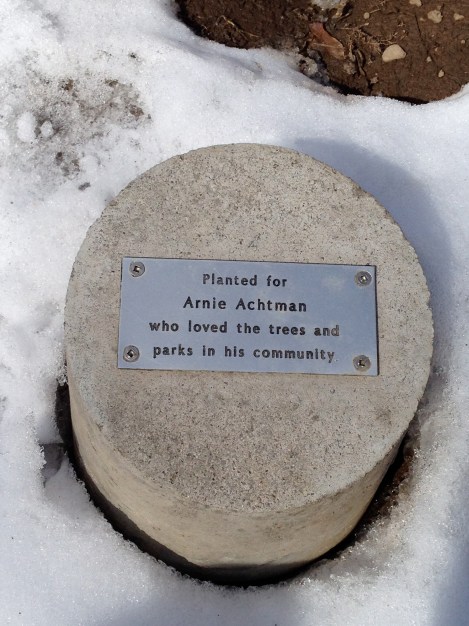 Planted for
Arnie Achtman
who loved the trees and
parks in his community